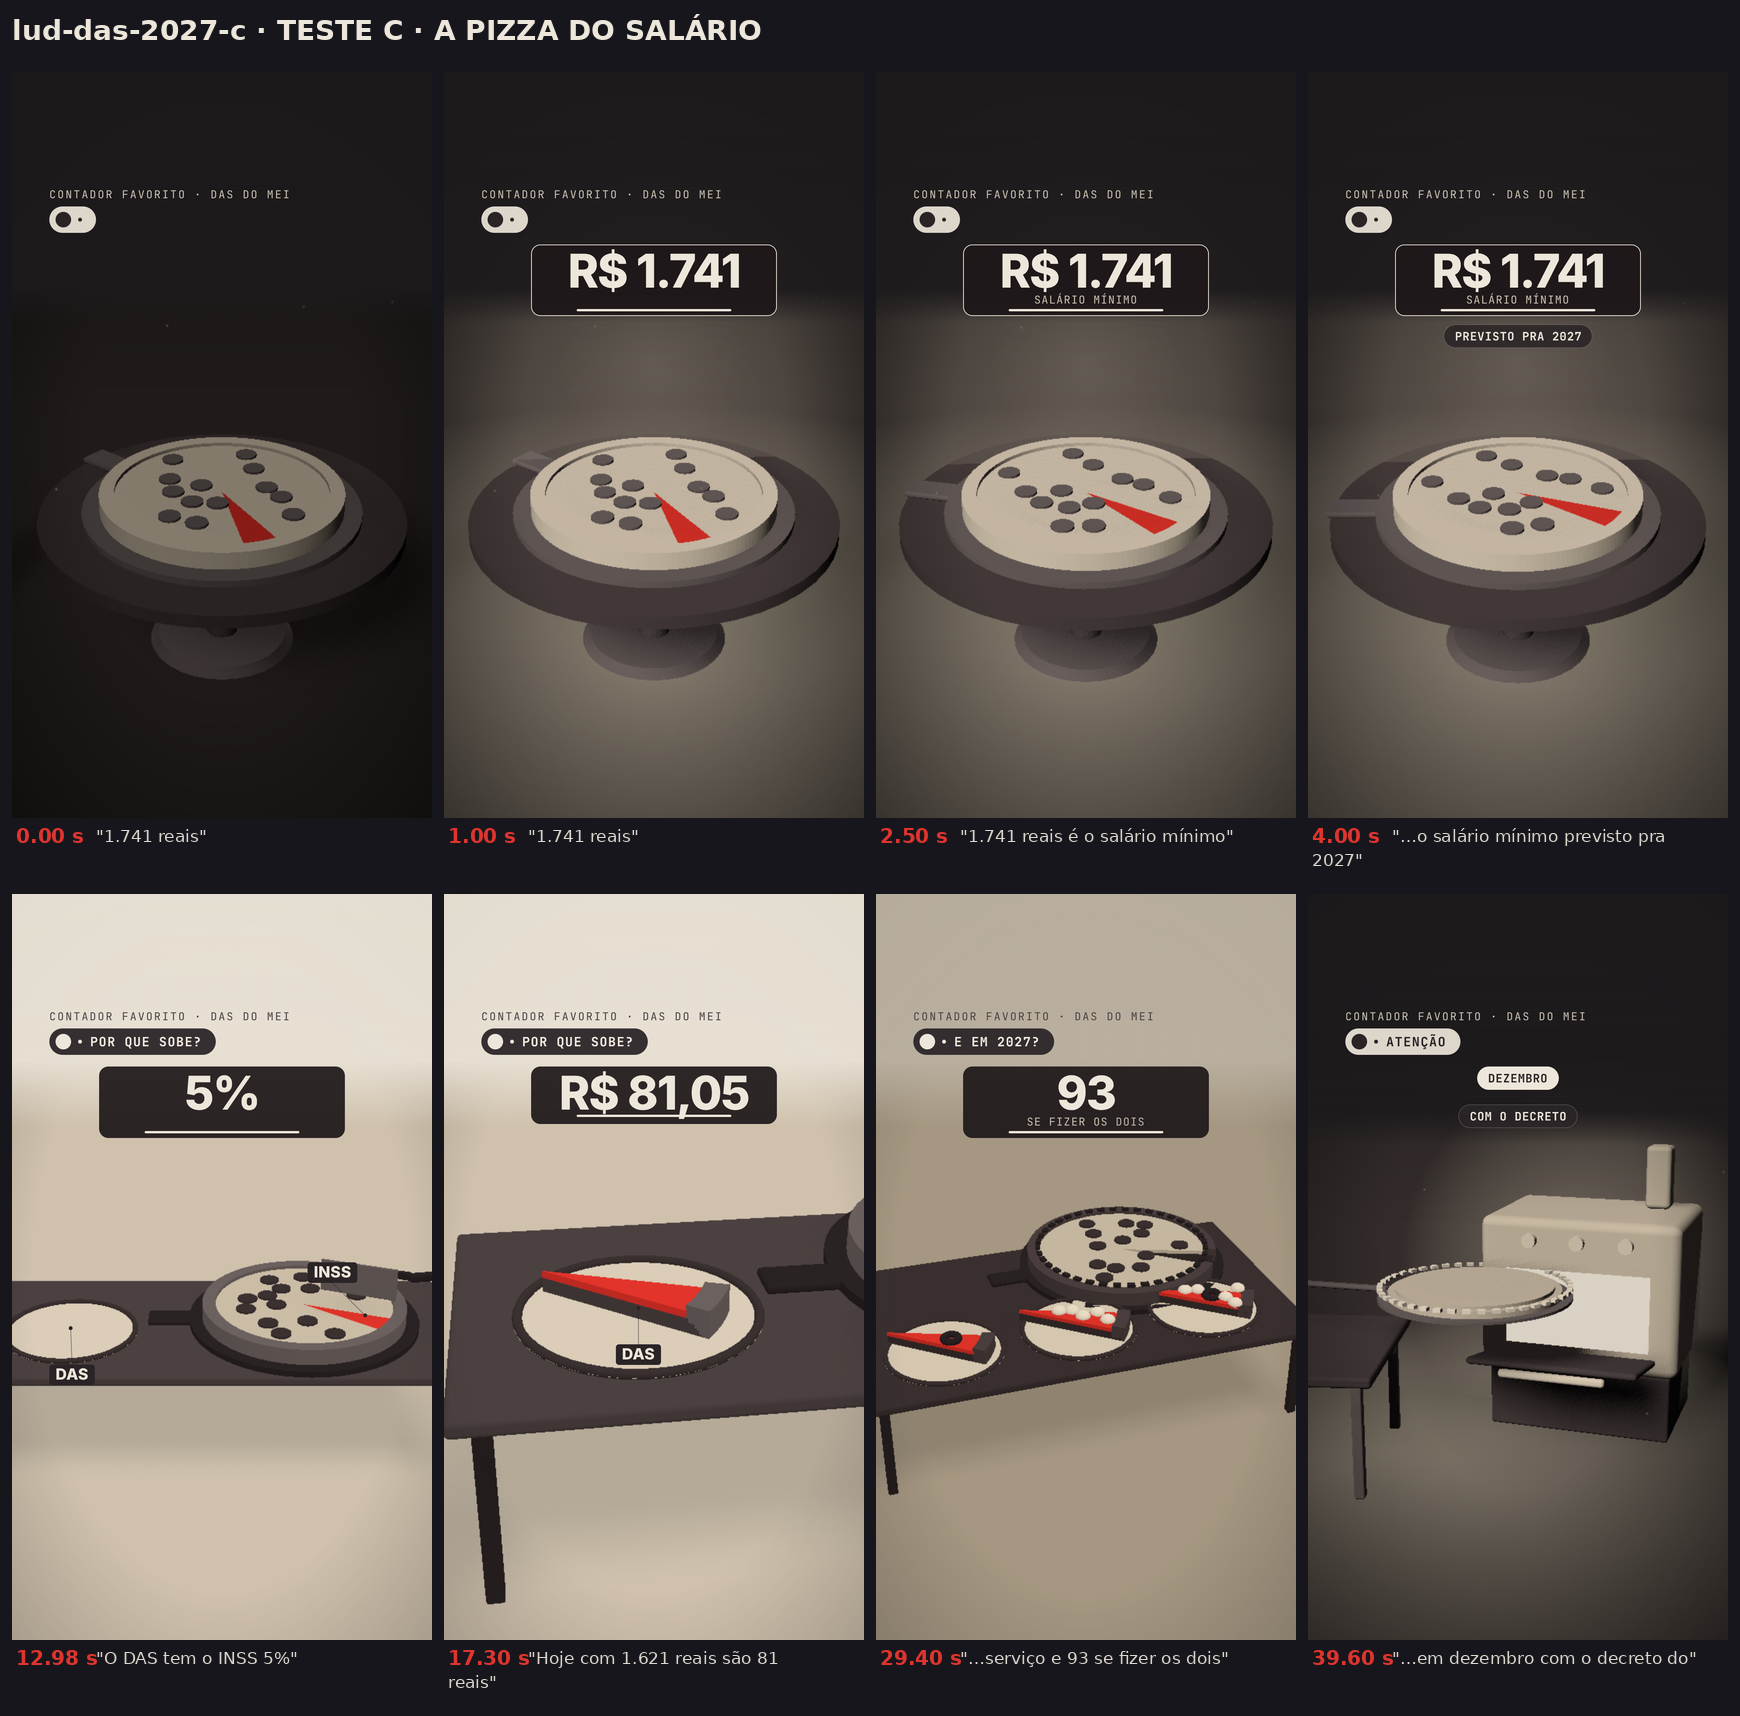 lud-das-2027-c · TESTE C · A PIZZA DO SALÁRIO
CONTADOR FAVORITO · DAS DO MEI
CONTADOR FAVORITO · DAS DO MEI
R$ 1.741
CONTADOR FAVORITO · DAS DO MEI
R$ 1.741
SALÁRIO MÍNIMO
CONTADOR FAVORITO · DAS DO MEI
R$ 1.741
SALÁRIO MÍNIMO
PREVISTO PRA 2027
0.00 s "1.741 reais"
1.00 s "1.741 reais"
2.50 s "1.741 reais é o salário mínimo"
4.00 s "...o salário mínimo previsto pra
2027"
CONTADOR FAVORITO · DAS DO MEI
• POR QUE SOBE?
5%
INSS
DAS
CONTADOR FAVORITO · DAS DO MEI
• POR QUE SOBE?
R$ 81,05
DAS
CONTADOR FAVORITO · DAS DO MEI
• E EM 2027?
93
SE FIZER OS DOIS
CONTADOR FAVORITO · DAS DO MEI
• ATENÇÃO
DEZEMBRO
COM O DECRETO
12.98 s "O DAS tem o INSS 5%"
17.30 s "Hoje com 1.621 reais são 81
reais"
29.40 s "...serviço e 93 se fizer os dois"
39.60 s "...em dezembro com o decreto do"